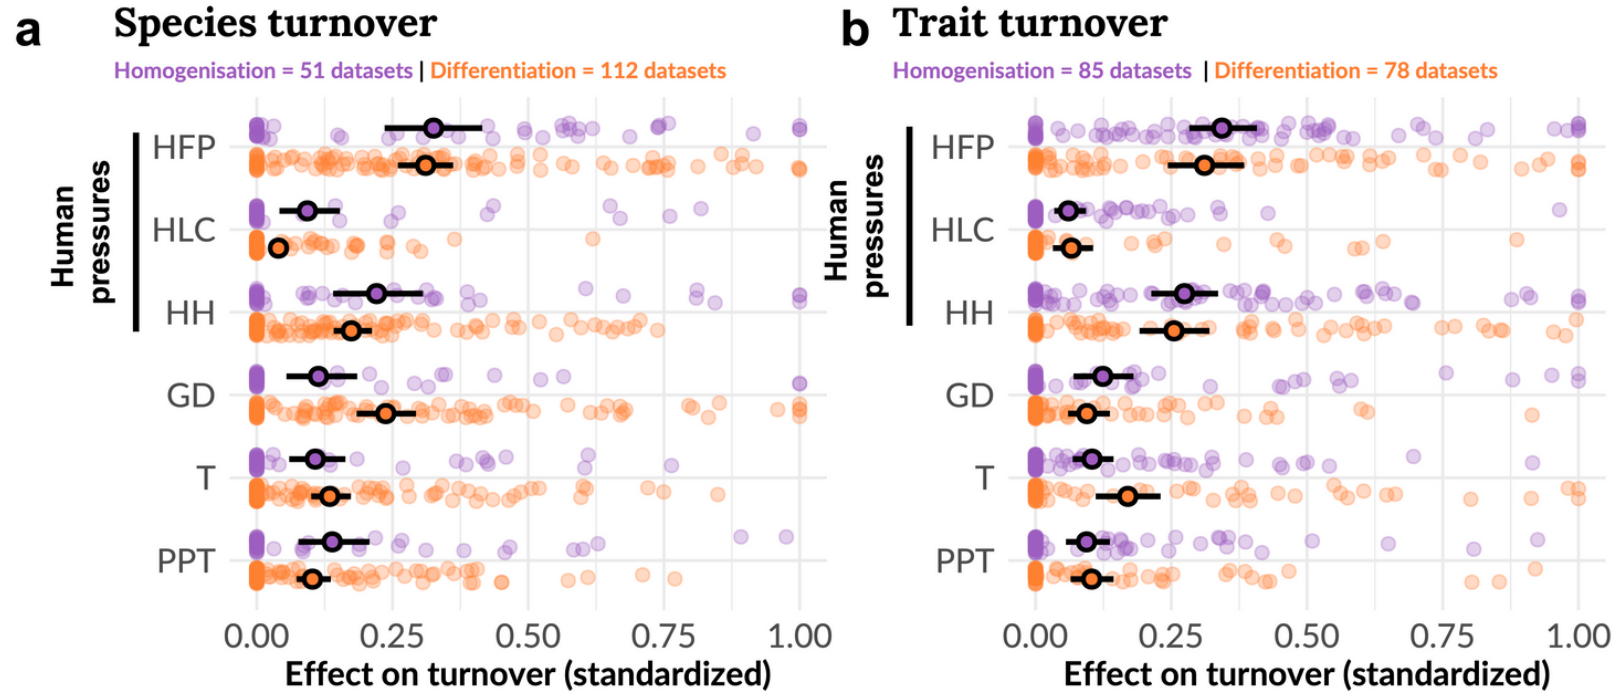 a Species turnover
Homogenisation = 51 datasets | Differentiation = 112 datasets
Human
pressures
HFP
HLC
HH
GD
T
PPT
0.00 0.25 0.50 0.75 1.00
Effect on turnover (standardized)
b Trait turnover
Homogenisation = 85 datasets | Differentiation = 78 datasets
Human
pressures
HFP
HLC
HH
GD
T
PPT
0.00 0.25 0.50 0.75 1.00
Effect on turnover (standardized)